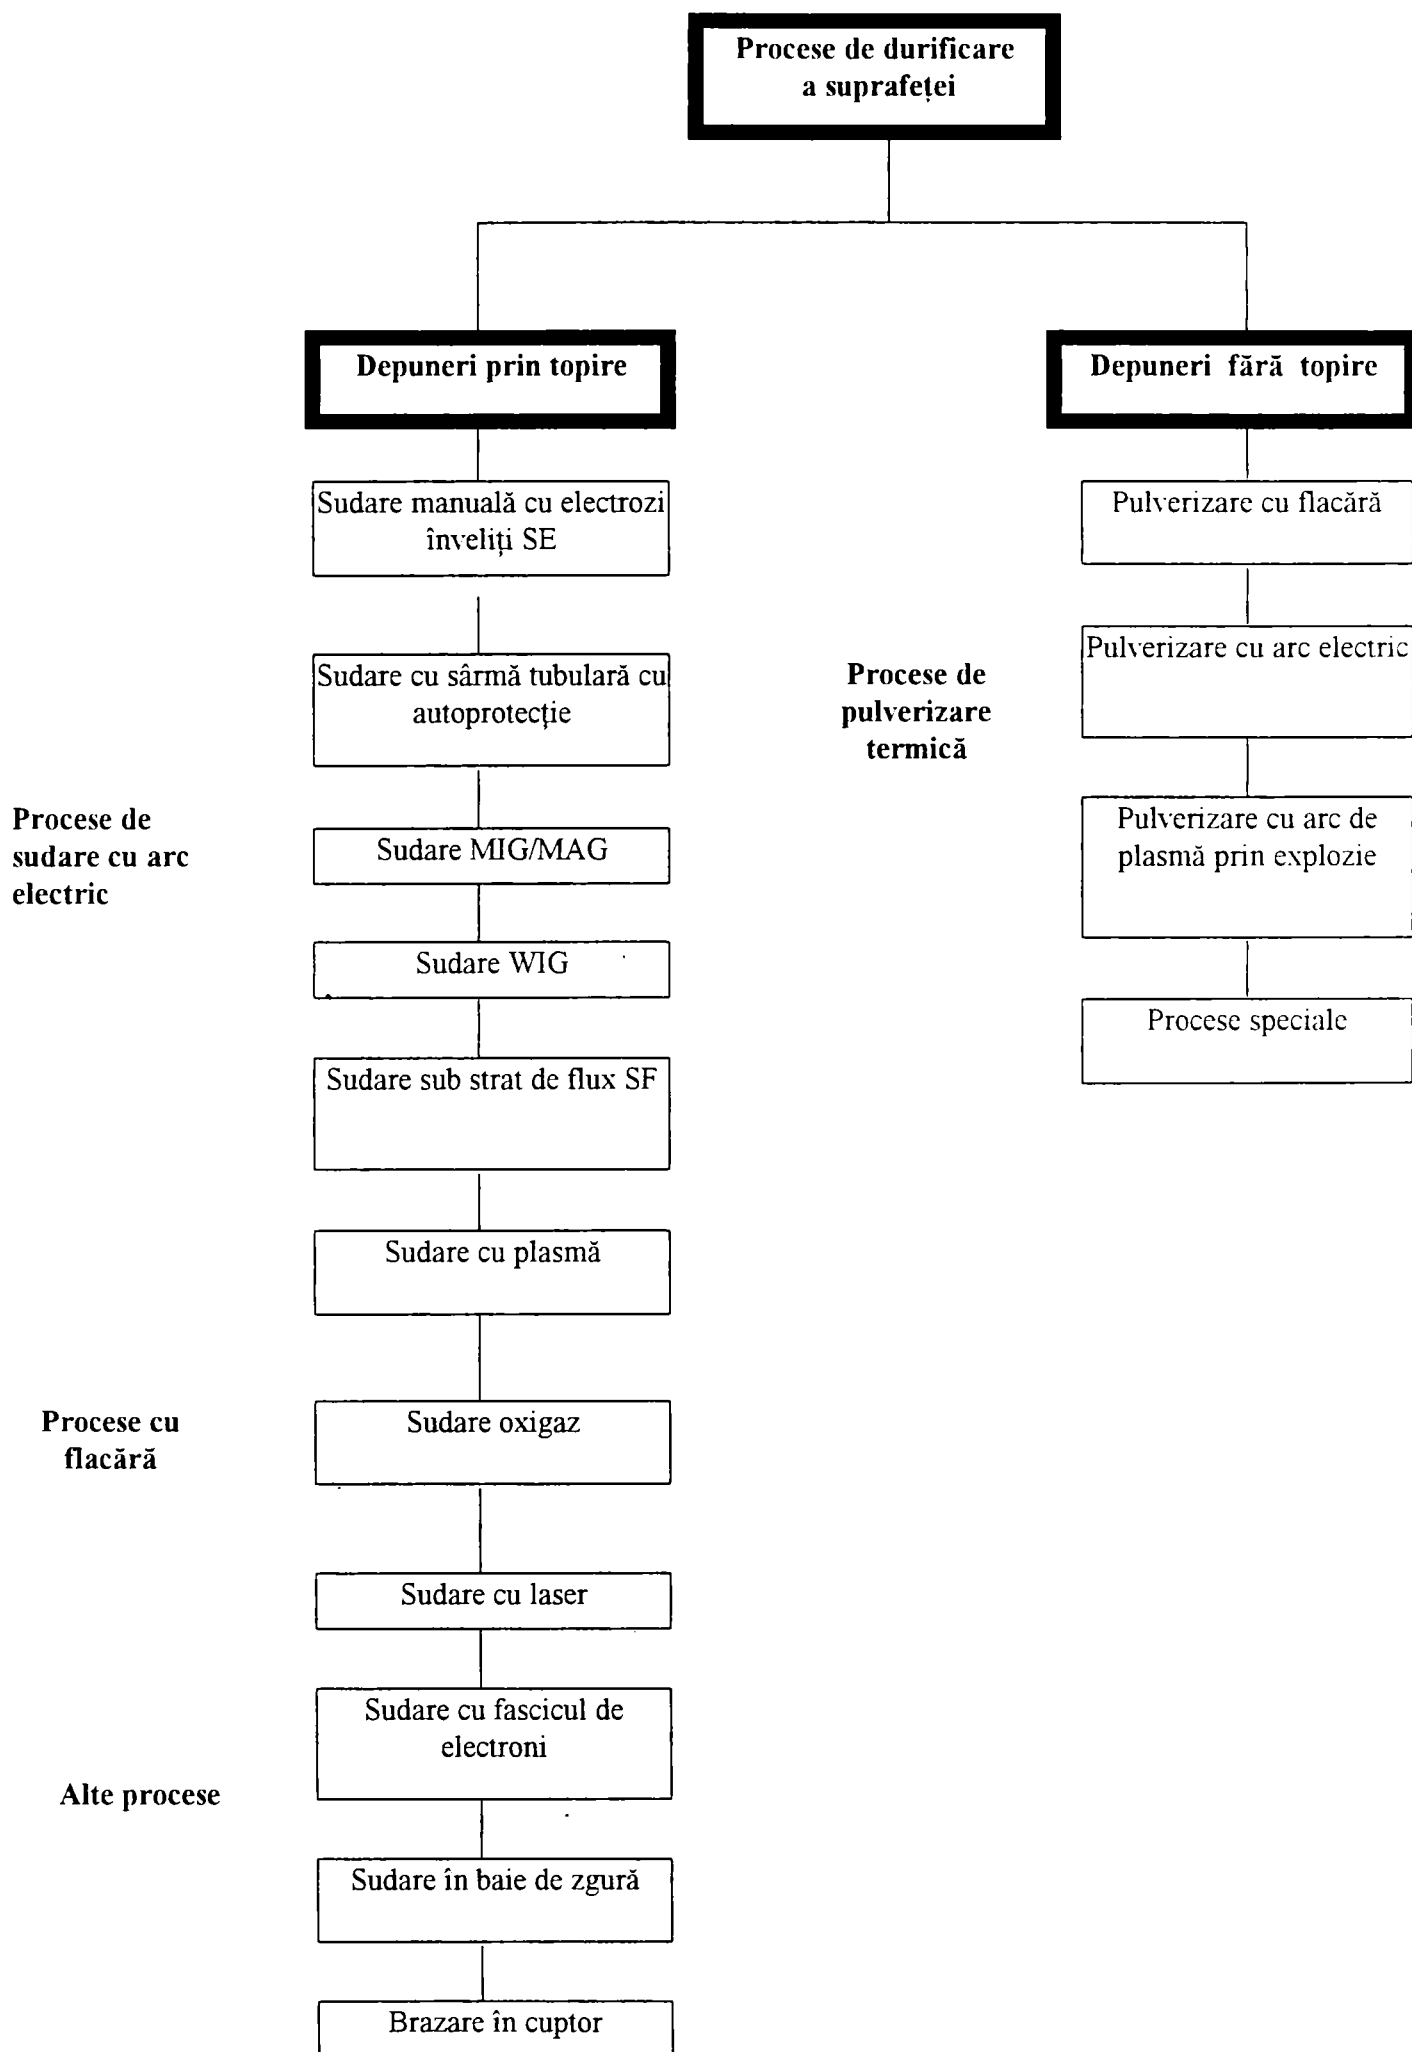 Procese de durificare
a suprafeței
Depuneri prin topire
Sudare manuală cu electrozi
înveliți SE
Sudare cu sârmă tubulară cu
autoprotecție
Procese de
sudare cu arc
electric
Sudare MIG/MAG
Sudare WIG
Sudare sub strat de flux SF
Sudare cu plasmă
Procese cu
flacără
Sudare oxigaz
Sudare cu laser
Sudare cu fascicul de
electroni
Alte procese
Sudare în baie de zgură
Brazare în cuptor
Depuneri fără topire
Pulverizare cu flacără
Pulverizare cu arc electric
Procese de
pulverizare
termică
Pulverizare cu arc de
plasmă prin explozie
Procese speciale